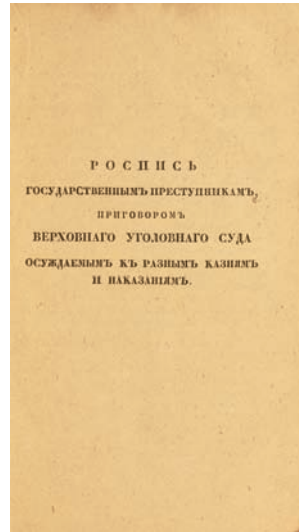 РОСПИСЬ
ГОСУДАРСТВЕННЫМЪ ПРЕСТУПНИКАМЪ,
ПРИГОВОРОМЪ
ВЕРХОВНАГО УГОЛОВНАГО СУДА
ОСУЖДАЕМЫМЪ КЪ РАЗНЫМЪ КАЗНЯМЪ
И НАКАЗАНІЯМЪ.